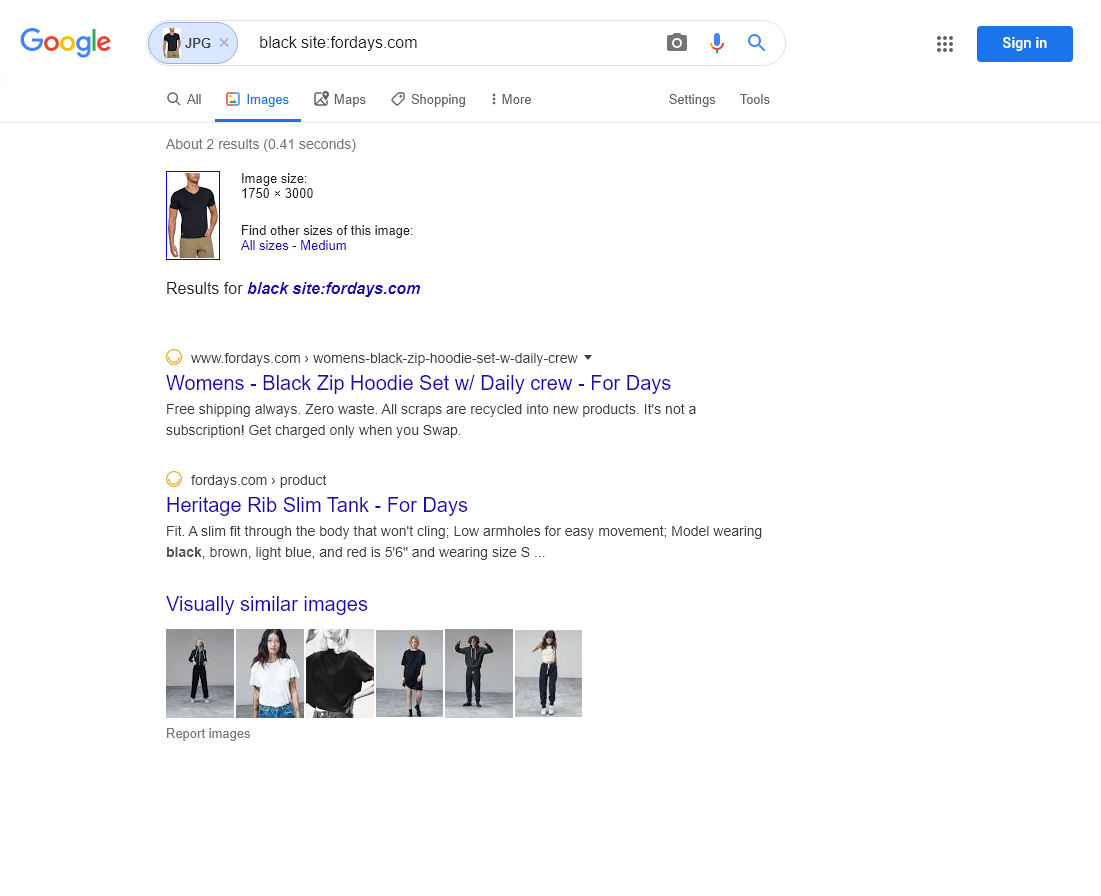 Google
JPG × black site:fordays.com
Sign in
All Images Maps Shopping More Settings Tools
About 2 results (0.41 seconds)
Image size:
1750 × 3000
Find other sizes of this image:
All sizes - Medium
Results for black site:fordays.com
www.fordays.com › womens-black-zip-hoodie-set-w-daily-crew
Womens - Black Zip Hoodie Set w/ Daily crew - For Days
Free shipping always. Zero waste. All scraps are recycled into new products. It's not a
subscription! Get charged only when you Swap.
fordays.com › product
Heritage Rib Slim Tank - For Days
Fit. A slim fit through the body that won't cling; Low armholes for easy movement; Model wearing
black, brown, light blue, and red is 5'6" and wearing size S ...
Visually similar images
Report images